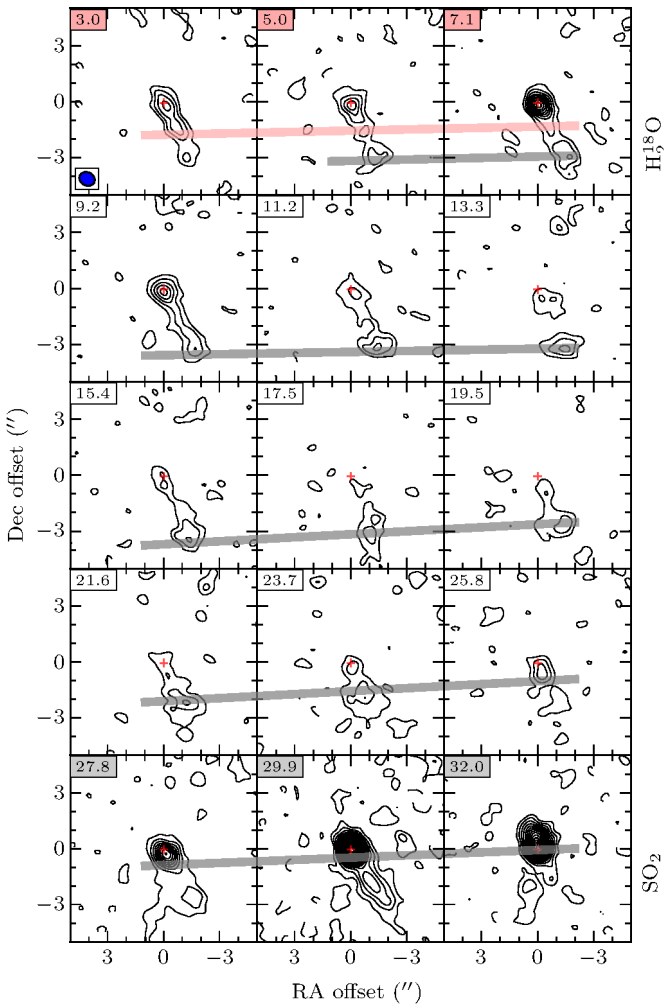 3.0 5.0 7.1
3 0 −3
H₂¹⁸O
9.2 11.2 13.3
3 0 −3
15.4 17.5 19.5
3 0 −3
Dec offset (″)
21.6 23.7 25.8
3 0 −3
27.8 29.9 32.0
3 0 −3
SO₂
3 0 −3 3 0 −3 3 0 −3
RA offset (″)